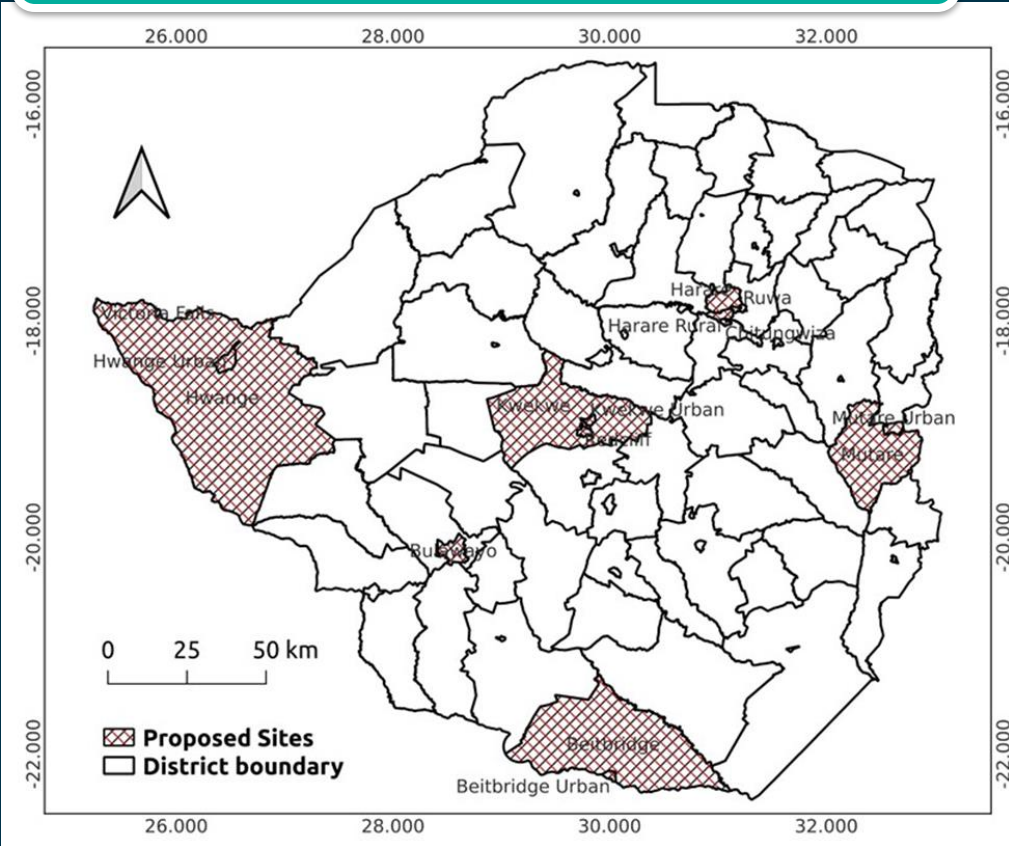 26.000 28.000 30.000 32.000
-16.000 -16.000
-18.000 -18.000
Victoria Falls
Harare
Ruwa
Harare Rural
Chitungwiza
Hwange Urban
Hwange
Kwekwe
Kwekwe Urban
Redcliff
Mutare Urban
Mutare
-20.000 -20.000
Bulawayo
0 25 50 km
Proposed Sites
District boundary
Beitbridge
Beitbridge Urban
-22.000 -22.000
26.000 28.000 30.000 32.000